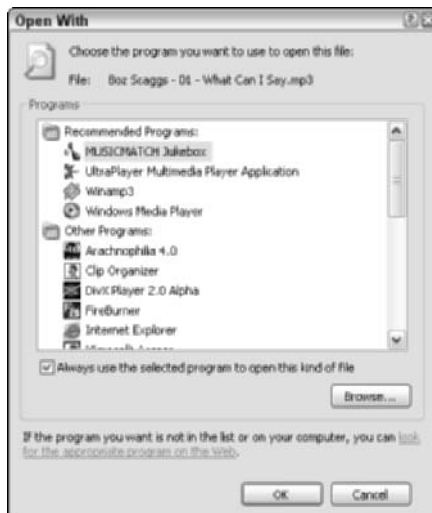 Open With
Choose the program you want to use to open this file:
File: Boz Scaggs - 01 - What Can I Say.mp3
Programs
Recommended Programs:
MUSICMATCH Jukebox
UltraPlayer Multimedia Player Application
Winamp3
Windows Media Player
Other Programs:
Arachnophilia 4.0
Clip Organizer
DivX Player 2.0 Alpha
FireBurner
Internet Explorer
Always use the selected program to open this kind of file
Browse...
If the program you want is not in the list or on your computer, you can look
for the appropriate program on the Web.
OK Cancel